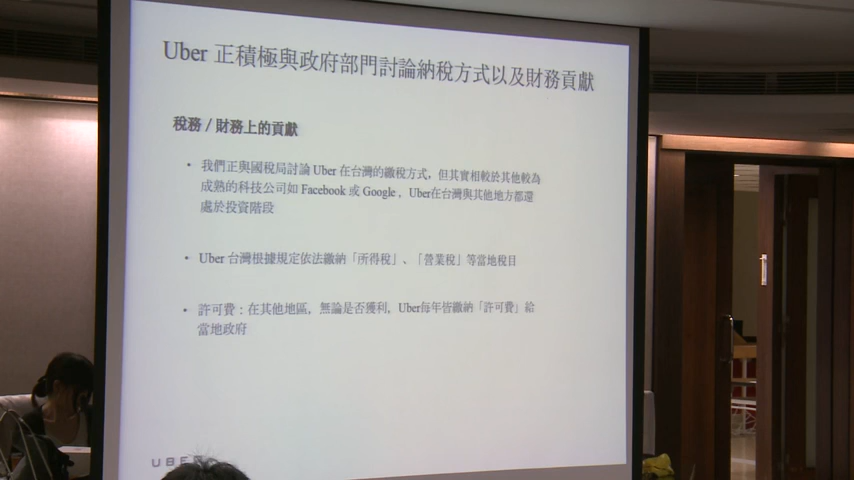 Uber 正積極與政府部門討論納稅方式以及財務貢獻
稅務 / 財務上的貢獻
• 我們正與國稅局討論 Uber 在台灣的繳稅方式，但其實相較於其他較為
成熟的科技公司如 Facebook 或 Google，Uber在台灣與其他地方都還
處於投資階段
• Uber 台灣根據規定依法繳納「所得稅」、「營業稅」等當地稅目
• 許可費：在其他地區，無論是否獲利，Uber每年皆繳納「許可費」給
當地政府
UBER